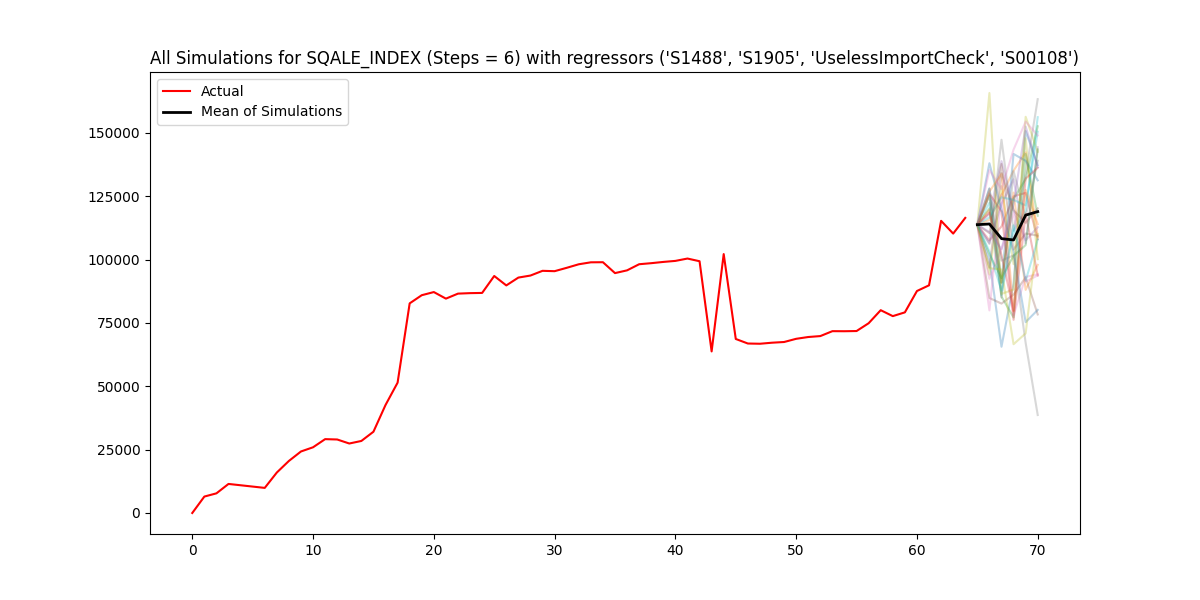 All Simulations for SQALE_INDEX (Steps = 6) with regressors ('S1488', 'S1905', 'UselessImportCheck', 'S00108')
Actual
Mean of Simulations
150000
125000
100000
75000
50000
25000
0
0 10 20 30 40 50 60 70